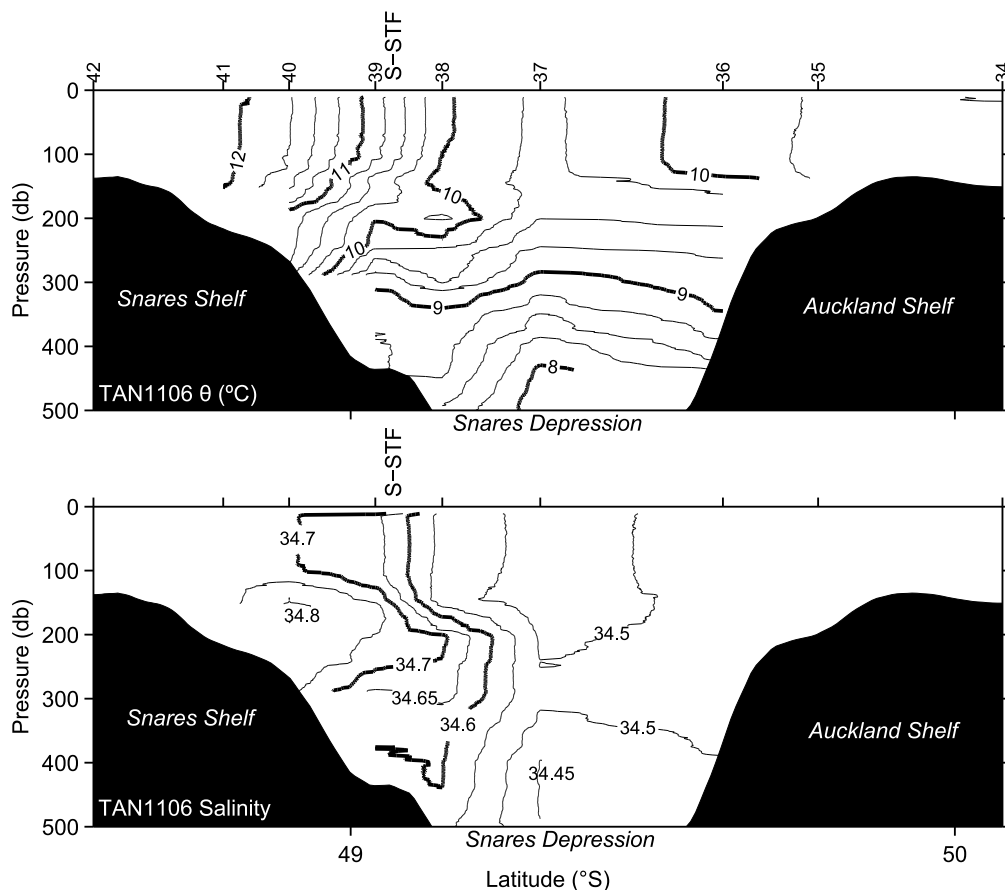 S−STF
42 41 40 39 38 37 36 35 34
0
100
200
300
400
500
Pressure (db)
12
11
10
10
10
10
9
9
8
Snares Shelf
Auckland Shelf
TAN1106 θ (ºC)
Snares Depression
S−STF
0
100
200
300
400
500
Pressure (db)
34.7
34.8
34.5
34.7
34.65
34.6
34.5
34.45
Snares Shelf
Auckland Shelf
TAN1106 Salinity
Snares Depression
49 50
Latitude (°S)